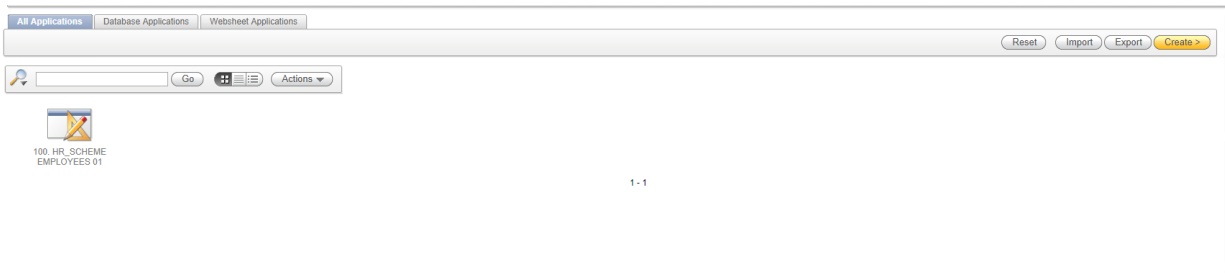 All Applications Database Applications Websheet Applications
Reset Import Export Create >
Go Actions
100. HR_SCHEME
EMPLOYEES 01
1 - 1